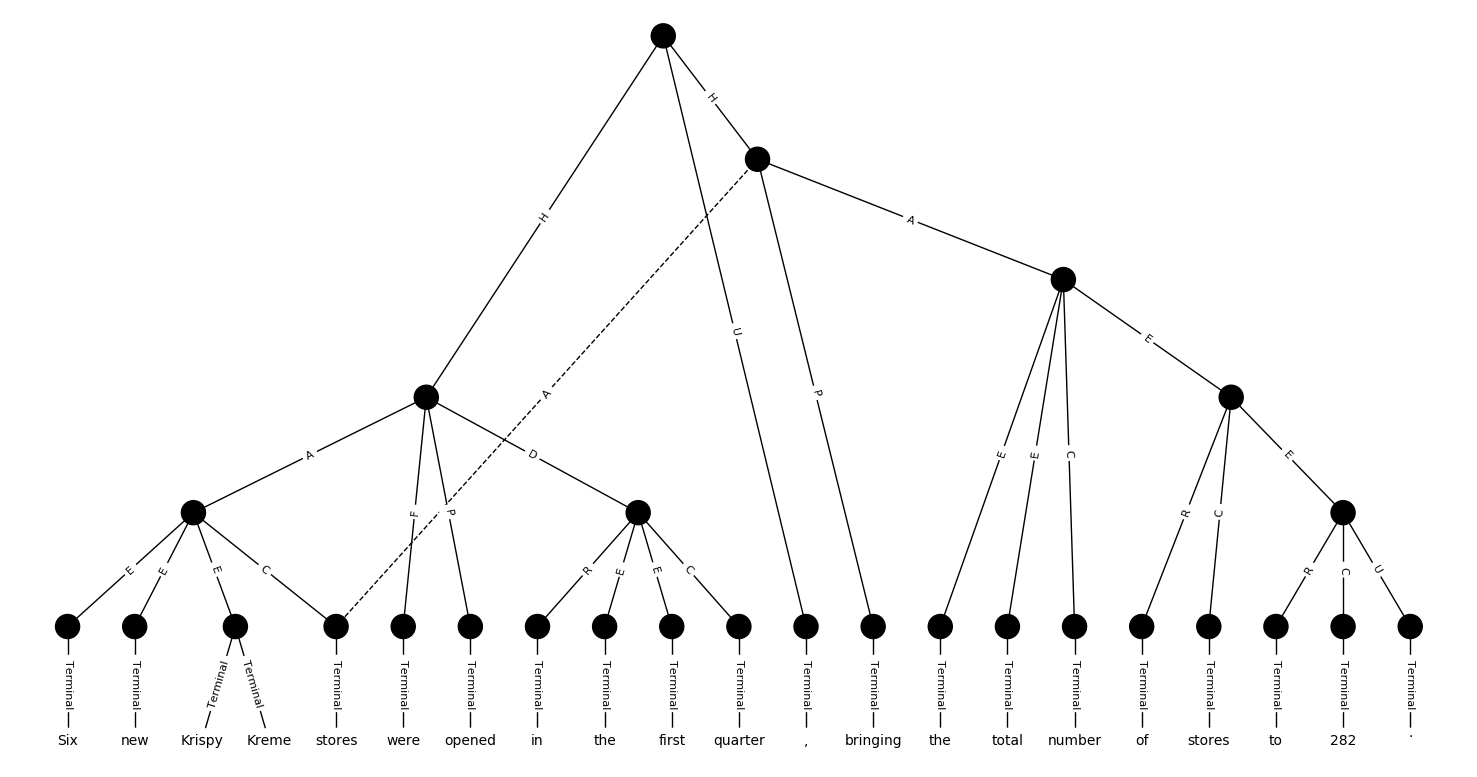 H
A
H
U
P
E
A
A
D
E
E
C
R
C
E
F
P
E
E
E
C
R
E
E
C
R
C
U
Terminal Terminal Terminal Terminal Terminal Terminal Terminal Terminal Terminal Terminal Terminal Terminal Terminal Terminal Terminal Terminal Terminal Terminal Terminal Terminal Terminal
Six new Krispy Kreme stores were opened in the first quarter , bringing the total number of stores to 282 .